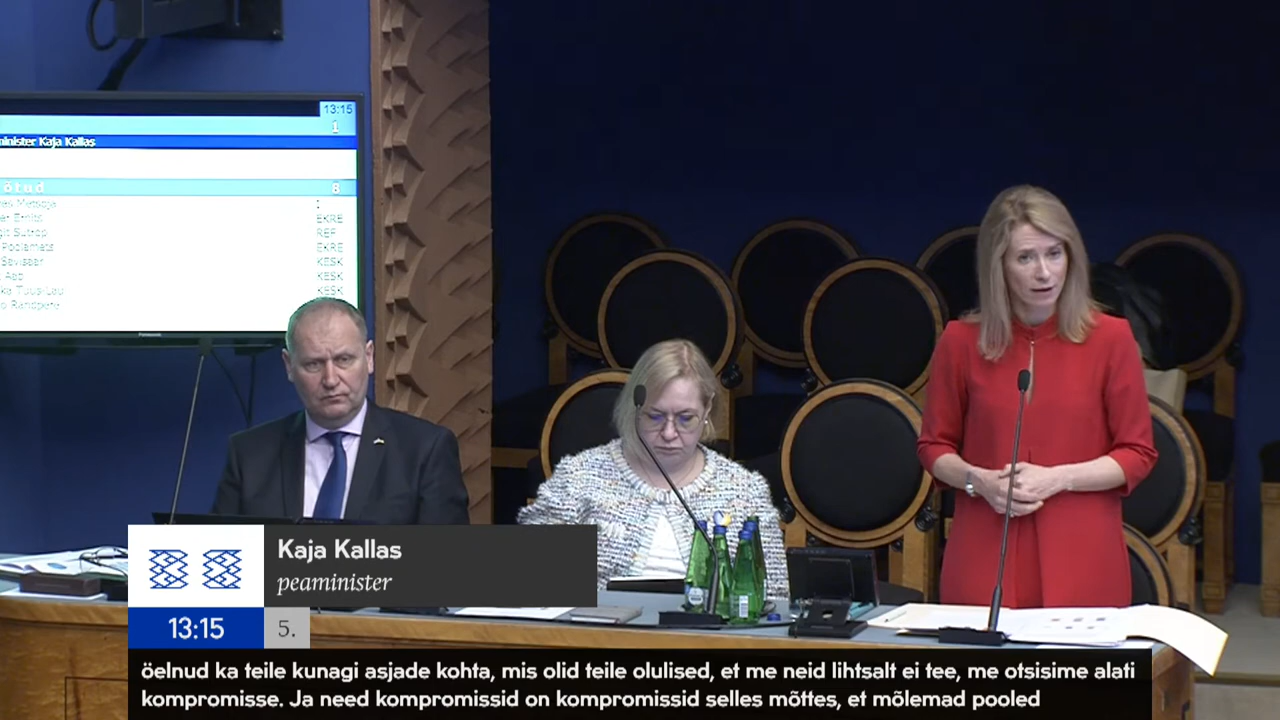 13:15
1
minister Kaja Kallas
8
EKRE
REF
EKRE
KESK
KESK
KESK
Kaja Kallas
peaminister
13:15
5.
öelnud ka teile kunagi asjade kohta, mis olid teile olulised, et me neid lihtsalt ei tee, me otsisime alati
kompromisse. Ja need kompromissid on kompromissid selles mõttes, et mõlemad pooled